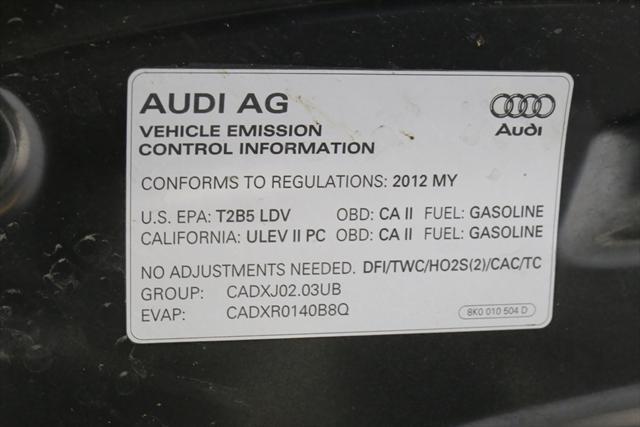 AUDI AG
Audi
VEHICLE EMISSION
CONTROL INFORMATION
CONFORMS TO REGULATIONS: 2012 MY
U.S. EPA: T2B5 LDV OBD: CA II FUEL: GASOLINE
CALIFORNIA: ULEV II PC OBD: CA II FUEL: GASOLINE
NO ADJUSTMENTS NEEDED. DFI/TWC/HO2S(2)/CAC/TC
GROUP: CADXJ02.03UB
EVAP: CADXR0140B8Q
8K0 010 504 D